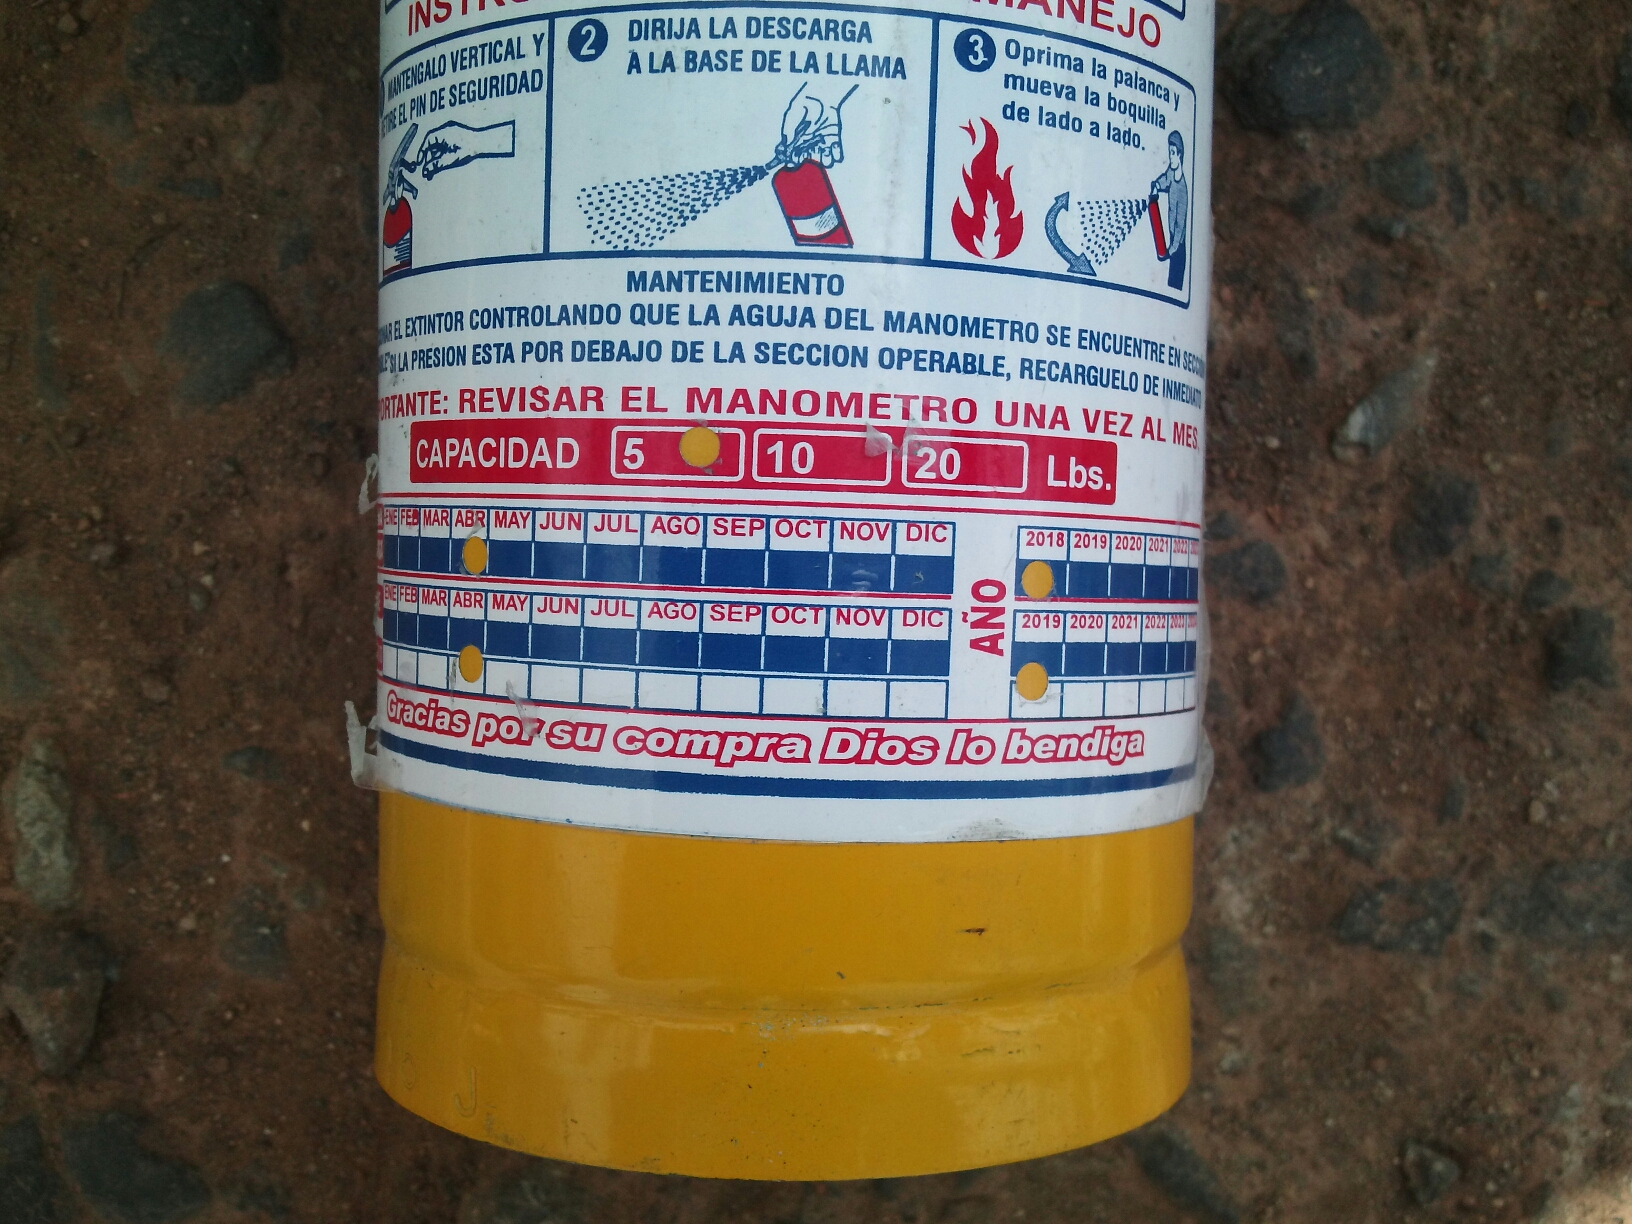 MANEJO
MANTENGALO VERTICAL Y
EL PIN DE SEGURIDAD
2
DIRIJA LA DESCARGA
A LA BASE DE LA LLAMA
3
Oprima la palanca y
mueva la boquilla
de lado a lado.
MANTENIMIENTO
EL EXTINTOR CONTROLANDO QUE LA AGUJA DEL MANOMETRO SE ENCUENTRE EN
SI LA PRESION ESTA POR DEBAJO DE LA SECCION OPERABLE, RECARGUELO DE
REVISAR EL MANOMETRO UNA VEZ AL MES.
CAPACIDAD 5 10 20 Lbs.
ENE FEB MAR ABR MAY JUN JUL AGO SEP OCT NOV DIC
2018 2019 2020 2021 2022
AÑO
ENE FEB MAR ABR MAY JUN JUL AGO SEP OCT NOV DIC
2019 2020 2021 2022 2023
Gracias por su compra Dios lo bendiga